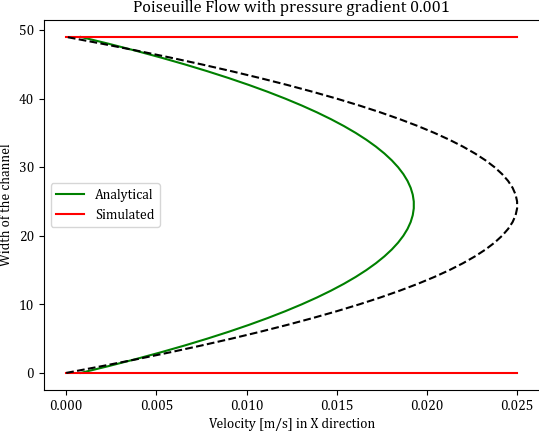 Poiseuille Flow with pressure gradient 0.001
50
40
30
20
10
0
Width of the channel
Analytical
Simulated
0.000 0.005 0.010 0.015 0.020 0.025
Velocity [m/s] in X direction